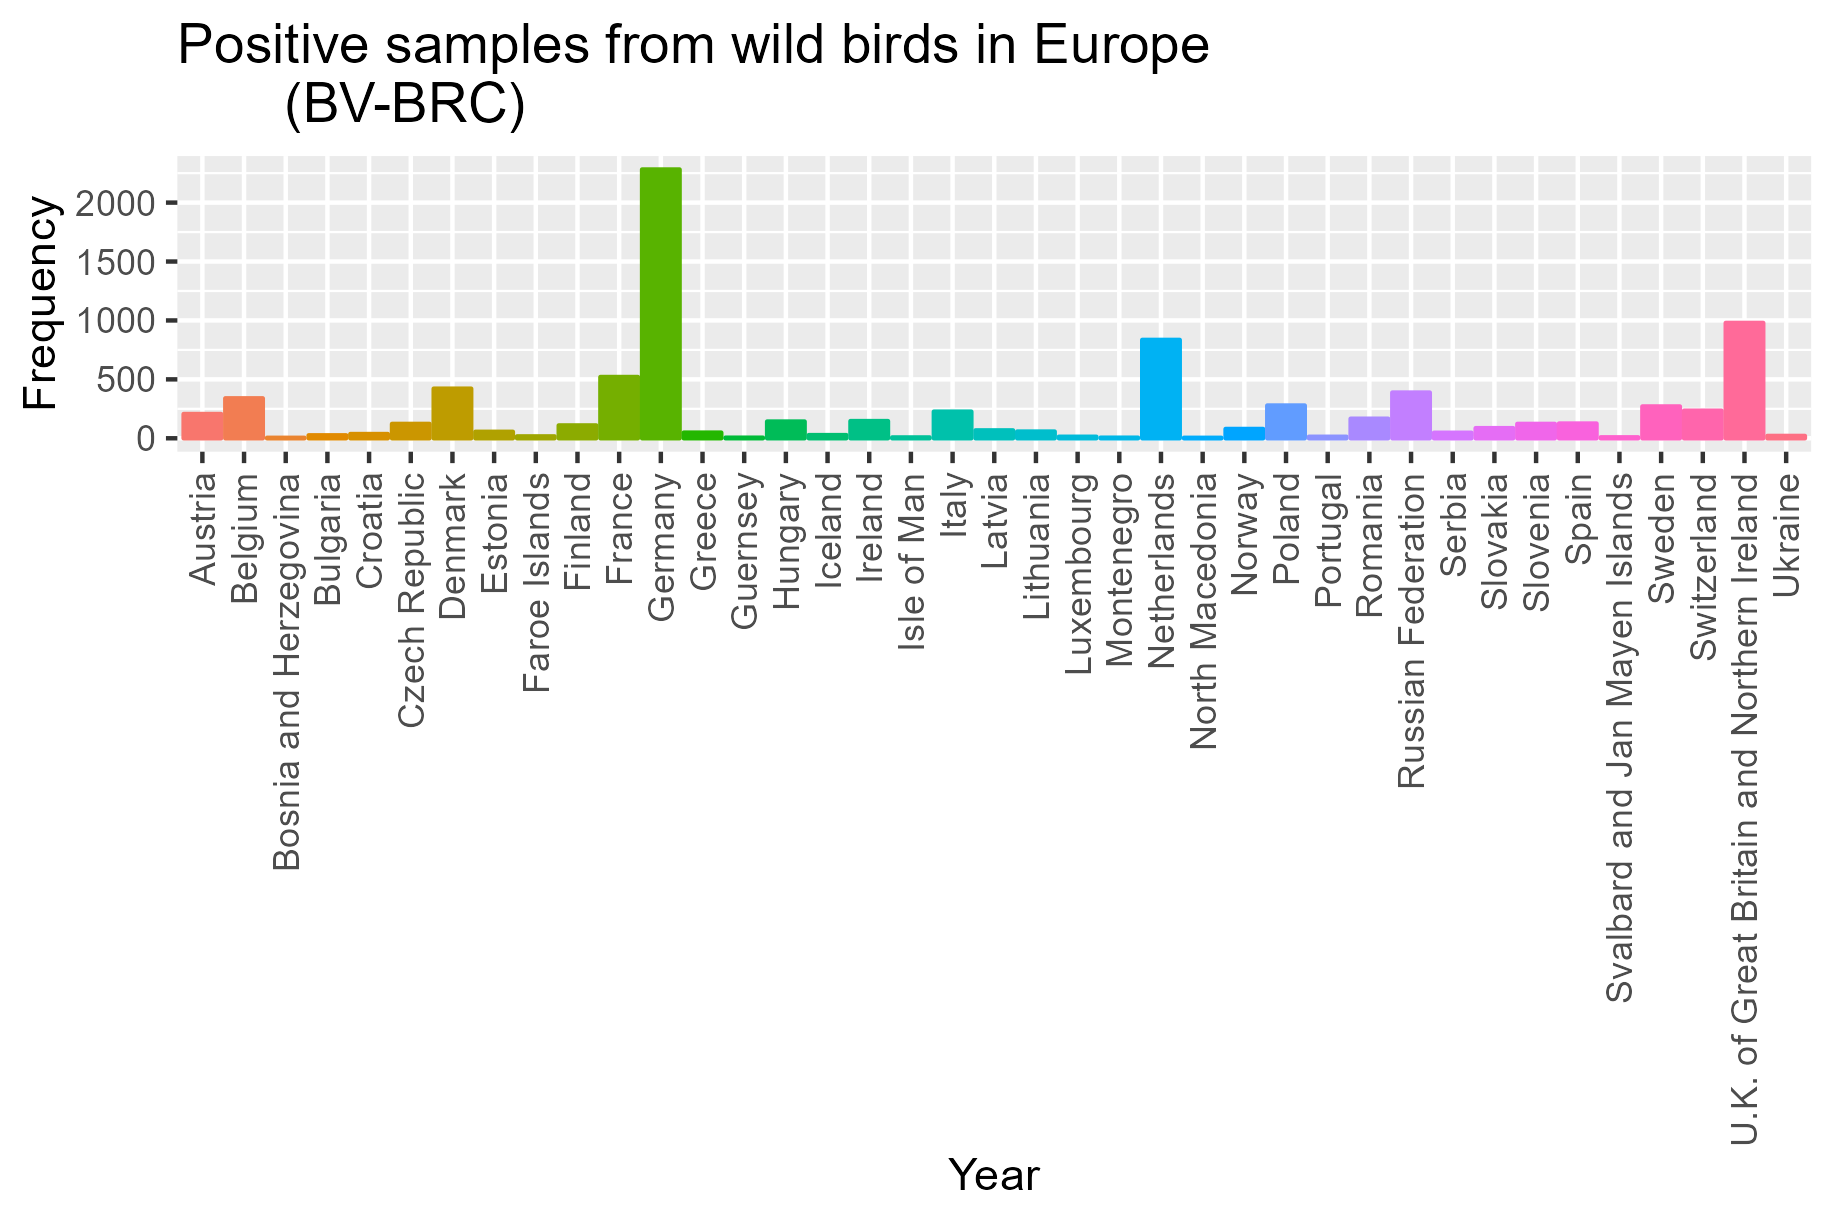 Positive samples from wild birds in Europe
(BV-BRC)
Frequency
2000
1500
1000
500
0
Austria
Belgium
Bosnia and Herzegovina
Bulgaria
Croatia
Czech Republic
Denmark
Estonia
Faroe Islands
Finland
France
Germany
Greece
Guernsey
Hungary
Iceland
Ireland
Isle of Man
Italy
Latvia
Lithuania
Luxembourg
Montenegro
Netherlands
North Macedonia
Norway
Poland
Portugal
Romania
Russian Federation
Serbia
Slovakia
Slovenia
Spain
Svalbard and Jan Mayen Islands
Sweden
Switzerland
U.K. of Great Britain and Northern Ireland
Ukraine
Year